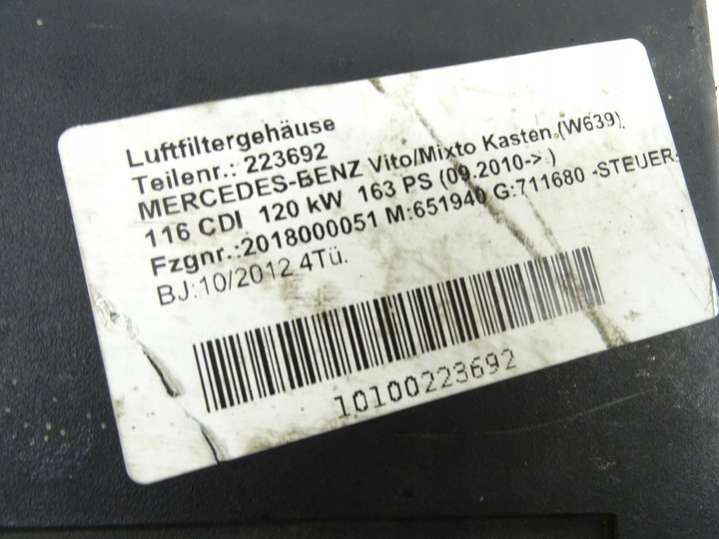 Luftfiltergehäuse
Teilenr.: 223692
MERCEDES-BENZ Vito/Mixto Kasten (W639)
116 CDI 120 kW 163 PS (09.2010-> )
Fzgnr.:2018000051 M:651940 G:711680 -STEUER-
BJ:10/2012 4Tü.
10100223692